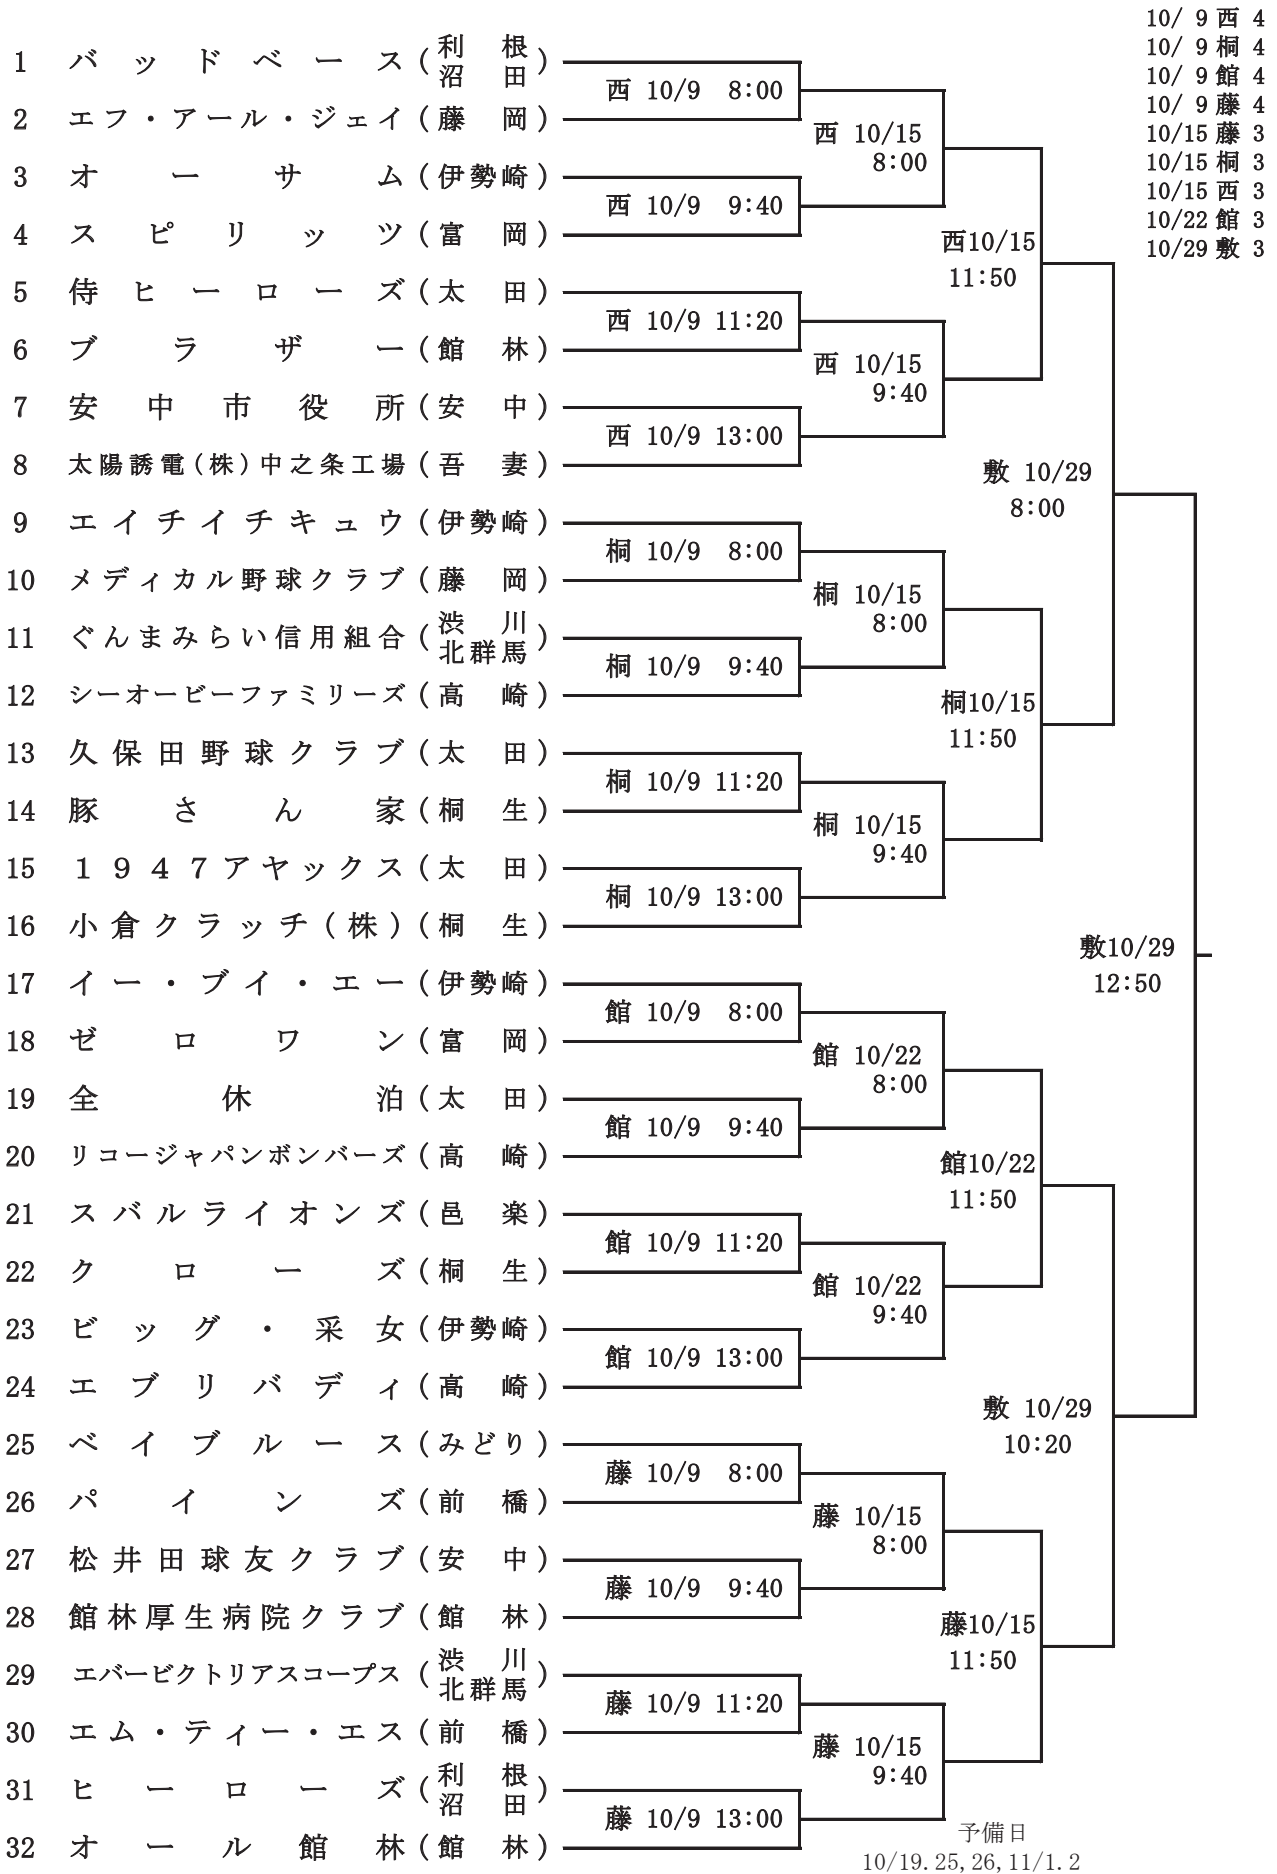 10/ 9 西 4
10/ 9 桐 4
10/ 9 館 4
10/ 9 藤 4
10/15 藤 3
10/15 桐 3
10/15 西 3
10/22 館 3
10/29 敷 3
1 バッドベース(利根沼田)
2 エフ・アール・ジェイ(藤岡)
3 オーサム(伊勢崎)
4 スピリッツ(富岡)
5 侍ヒーローズ(太田)
6 ブラザー(館林)
7 安中市役所(安中)
8 太陽誘電(株)中之条工場(吾妻)
9 エイチイチキュウ(伊勢崎)
10 メディカル野球クラブ(藤岡)
11 ぐんまみらい信用組合(渋川北群馬)
12 シーオービーファミリーズ(高崎)
13 久保田野球クラブ(太田)
14 豚さん家(桐生)
15 1947アヤックス(太田)
16 小倉クラッチ(株)(桐生)
17 イー・ブイ・エー(伊勢崎)
18 ゼロワン(富岡)
19 全休泊(太田)
20 リコージャパンボンバーズ(高崎)
21 スバルライオンズ(邑楽)
22 クローズ(桐生)
23 ビッグ・采女(伊勢崎)
24 エブリバディ(高崎)
25 ベイブルース(みどり)
26 パインズ(前橋)
27 松井田球友クラブ(安中)
28 館林厚生病院クラブ(館林)
29 エバービクトリアスコープス(渋川北群馬)
30 エム・ティー・エス(前橋)
31 ヒーローズ(利根沼田)
32 オール館林(館林)
西 10/9 8:00
西 10/9 9:40
西 10/9 11:20
西 10/9 13:00
桐 10/9 8:00
桐 10/9 9:40
桐 10/9 11:20
桐 10/9 13:00
館 10/9 8:00
館 10/9 9:40
館 10/9 11:20
館 10/9 13:00
藤 10/9 8:00
藤 10/9 9:40
藤 10/9 11:20
藤 10/9 13:00
西 10/15
8:00
西 10/15
9:40
桐 10/15
8:00
桐 10/15
9:40
館 10/22
8:00
館 10/22
9:40
藤 10/15
8:00
藤 10/15
9:40
西10/15
11:50
桐10/15
11:50
館10/22
11:50
藤10/15
11:50
敷 10/29
8:00
敷 10/29
10:20
敷10/29
12:50
予備日
10/19.25,26,11/1.2